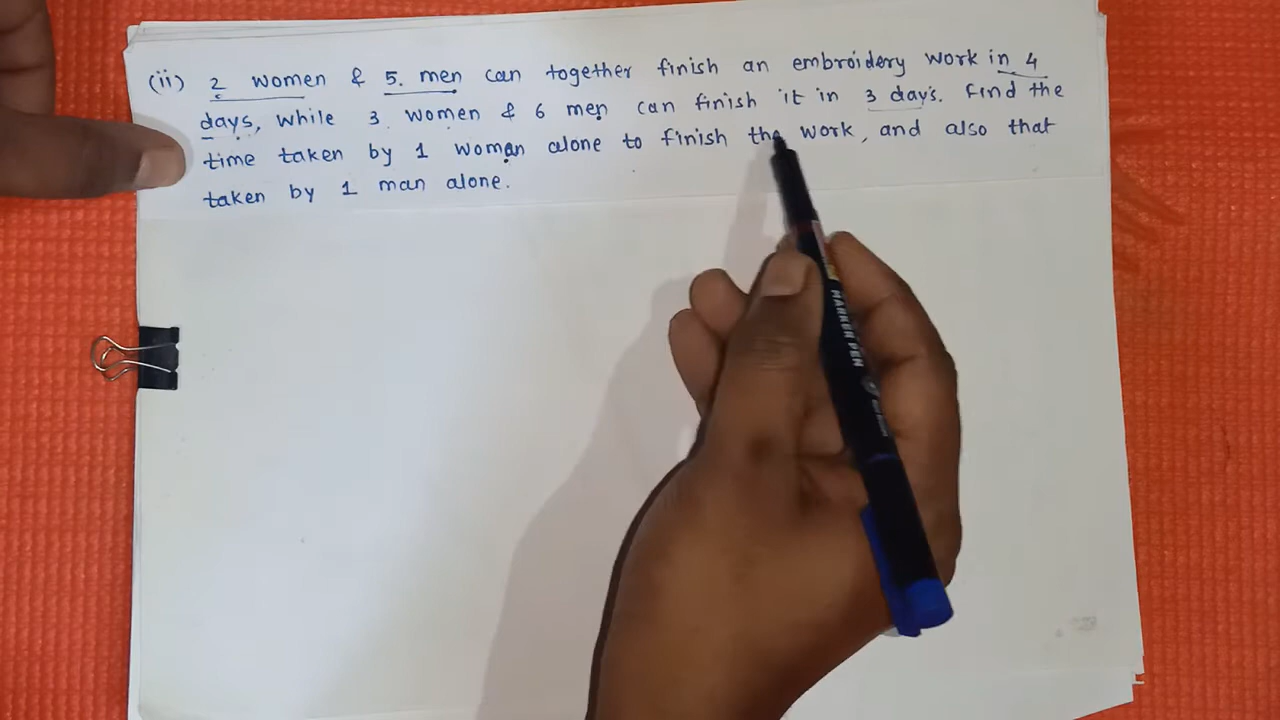 (ii) 2 women & 5. men can together finish an embroidery work in 4
days, while 3 women & 6 men can finish it in 3 days. Find the
time taken by 1 woman alone to finish the work, and also that
taken by 1 man alone.
MARKER PEN